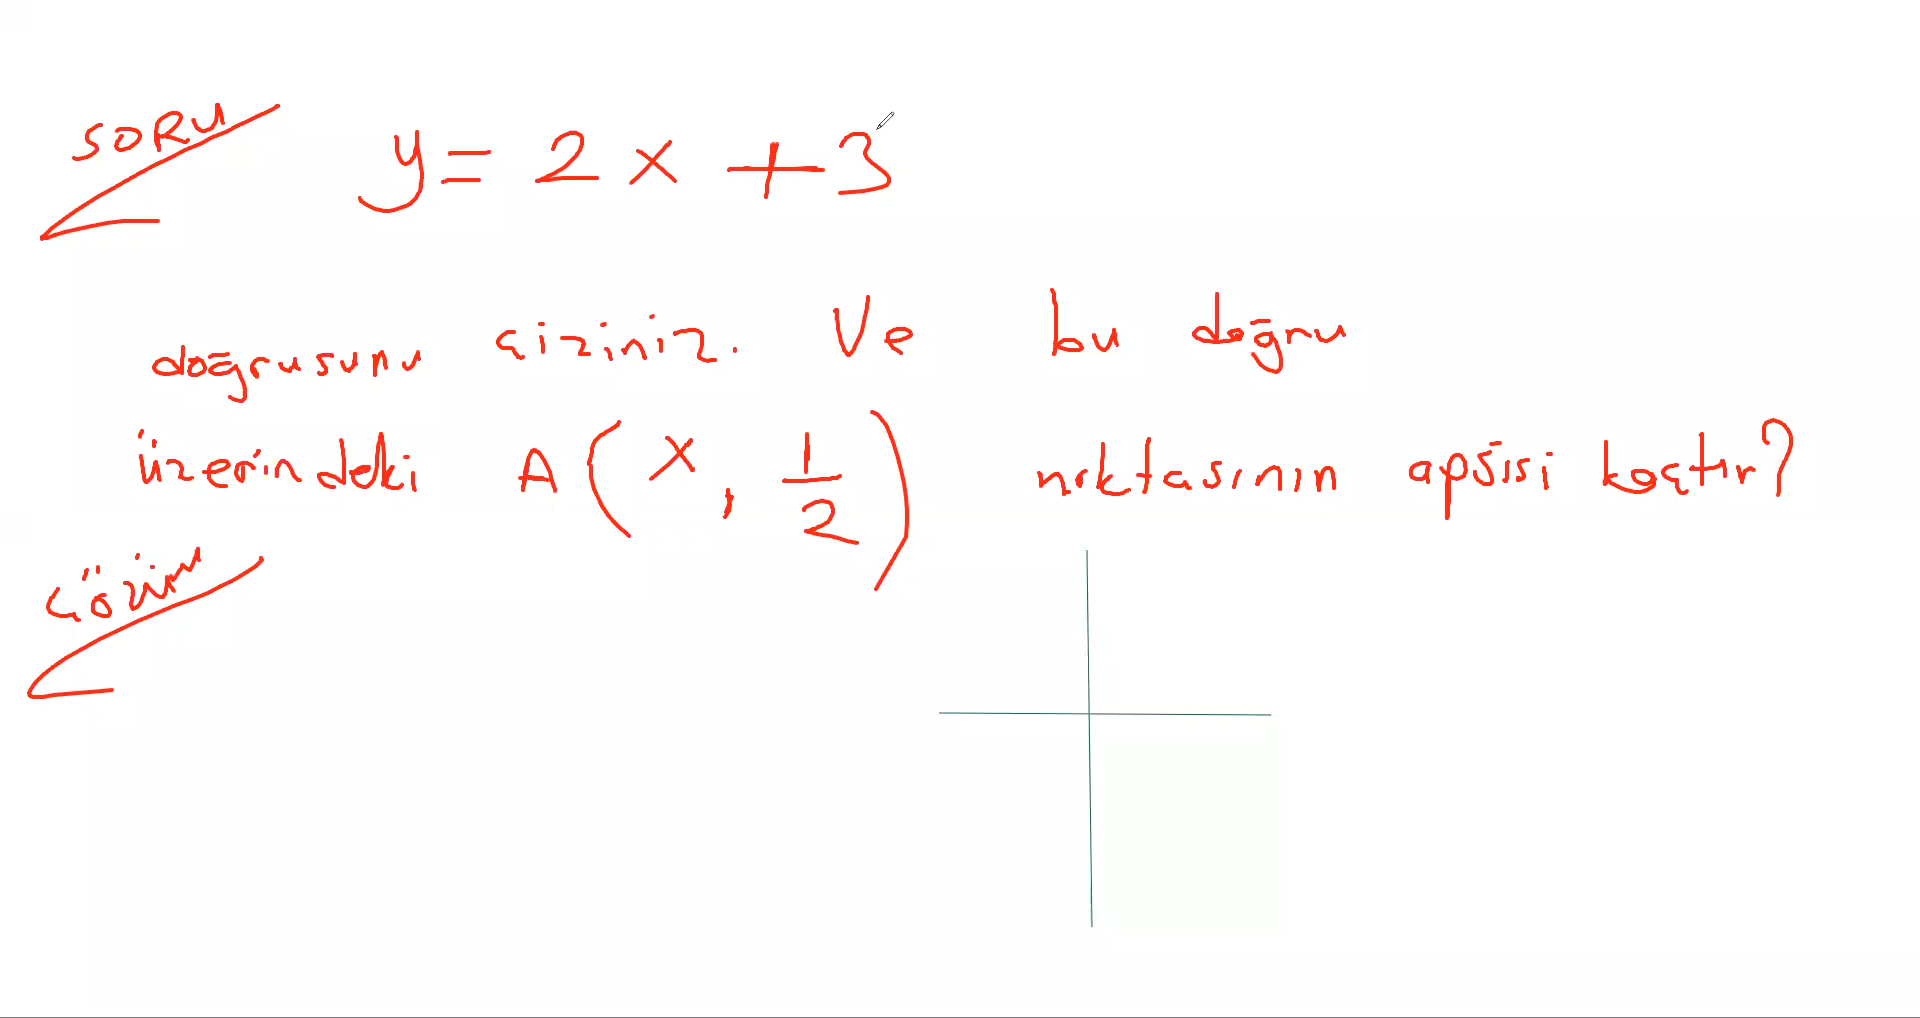 SORU
y = 2x + 3
doğrusunu çiziniz. Ve bu doğru
üzerindeki A(x, 1/2) noktasının apsisi kaçtır?
Çözüm